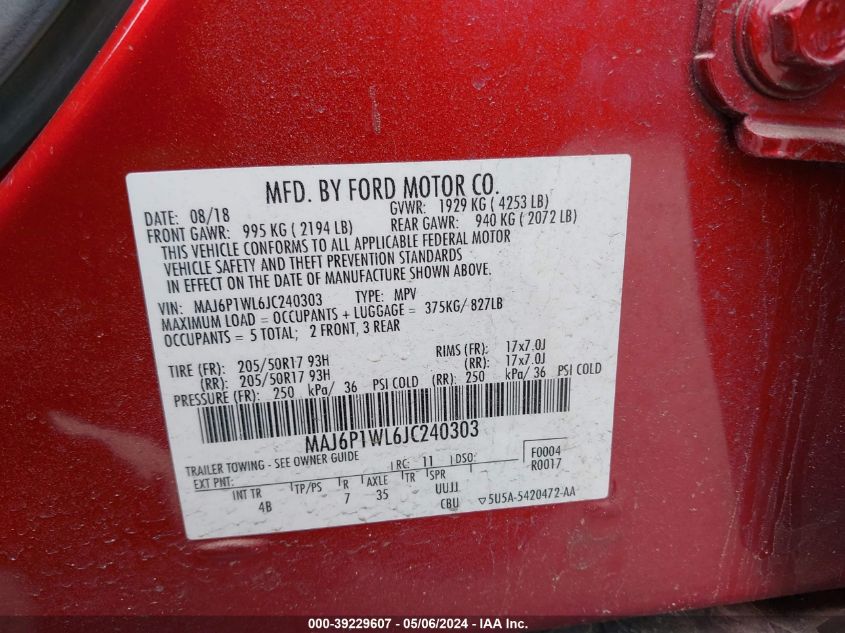 MFD. BY FORD MOTOR CO.
DATE: 08/18 GVWR: 1929 KG ( 4253 LB)
FRONT GAWR: 995 KG ( 2194 LB) REAR GAWR: 940 KG ( 2072 LB)
THIS VEHICLE CONFORMS TO ALL APPLICABLE FEDERAL MOTOR
VEHICLE SAFETY AND THEFT PREVENTION STANDARDS
IN EFFECT ON THE DATE OF MANUFACTURE SHOWN ABOVE.
VIN: MAJ6P1WL6JC240303 TYPE: MPV
MAXIMUM LOAD = OCCUPANTS + LUGGAGE = 375KG/ 827LB
OCCUPANTS = 5 TOTAL; 2 FRONT, 3 REAR
TIRE (FR): 205/50R17 93H RIMS (FR): 17x7.0J
(RR): 205/50R17 93H (RR): 17x7.0J
PRESSURE (FR): 250 kPa/ 36 PSI COLD (RR): 250 kPa/ 36 PSI COLD
MAJ6P1WL6JC240303
TRAILER TOWING - SEE OWNER GUIDE
EXT PNT: RC: 11 DSO: F0004
R0017
INT TR TP/PS R AXLE TR SPR
4B 7 35 UUJJ
CBU 5U5A-5420472-AA
000-39229607 - 05/06/2024 - IAA Inc.